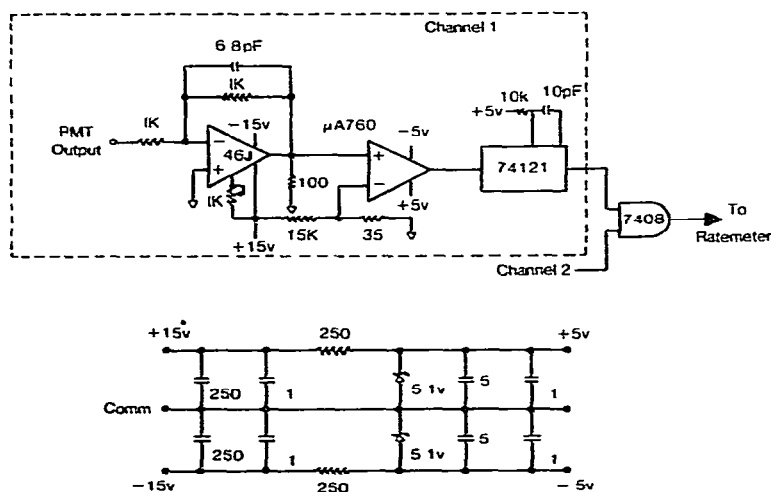 Channel 1
6 8pF
1K
10k
10pF
+5v
PMT
Output
1K
-15v
μA760
-5v
46J
74121
1K
100
+5v
+15v
15K
35
7408
To
Ratemeter
Channel 2
+15v
250
+5v
250
1
5 1v
5
1
Comm
250
1
5 1v
5
1
-15v
250
- 5v